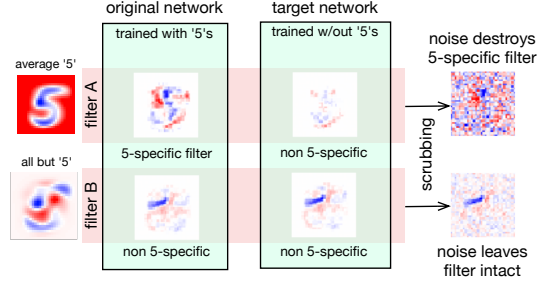 original network
target network
trained with '5's
trained w/out '5's
noise destroys
5-specific filter
average '5'
filter A
5-specific filter
non 5-specific
scrubbing
all but '5'
filter B
non 5-specific
non 5-specific
noise leaves
filter intact